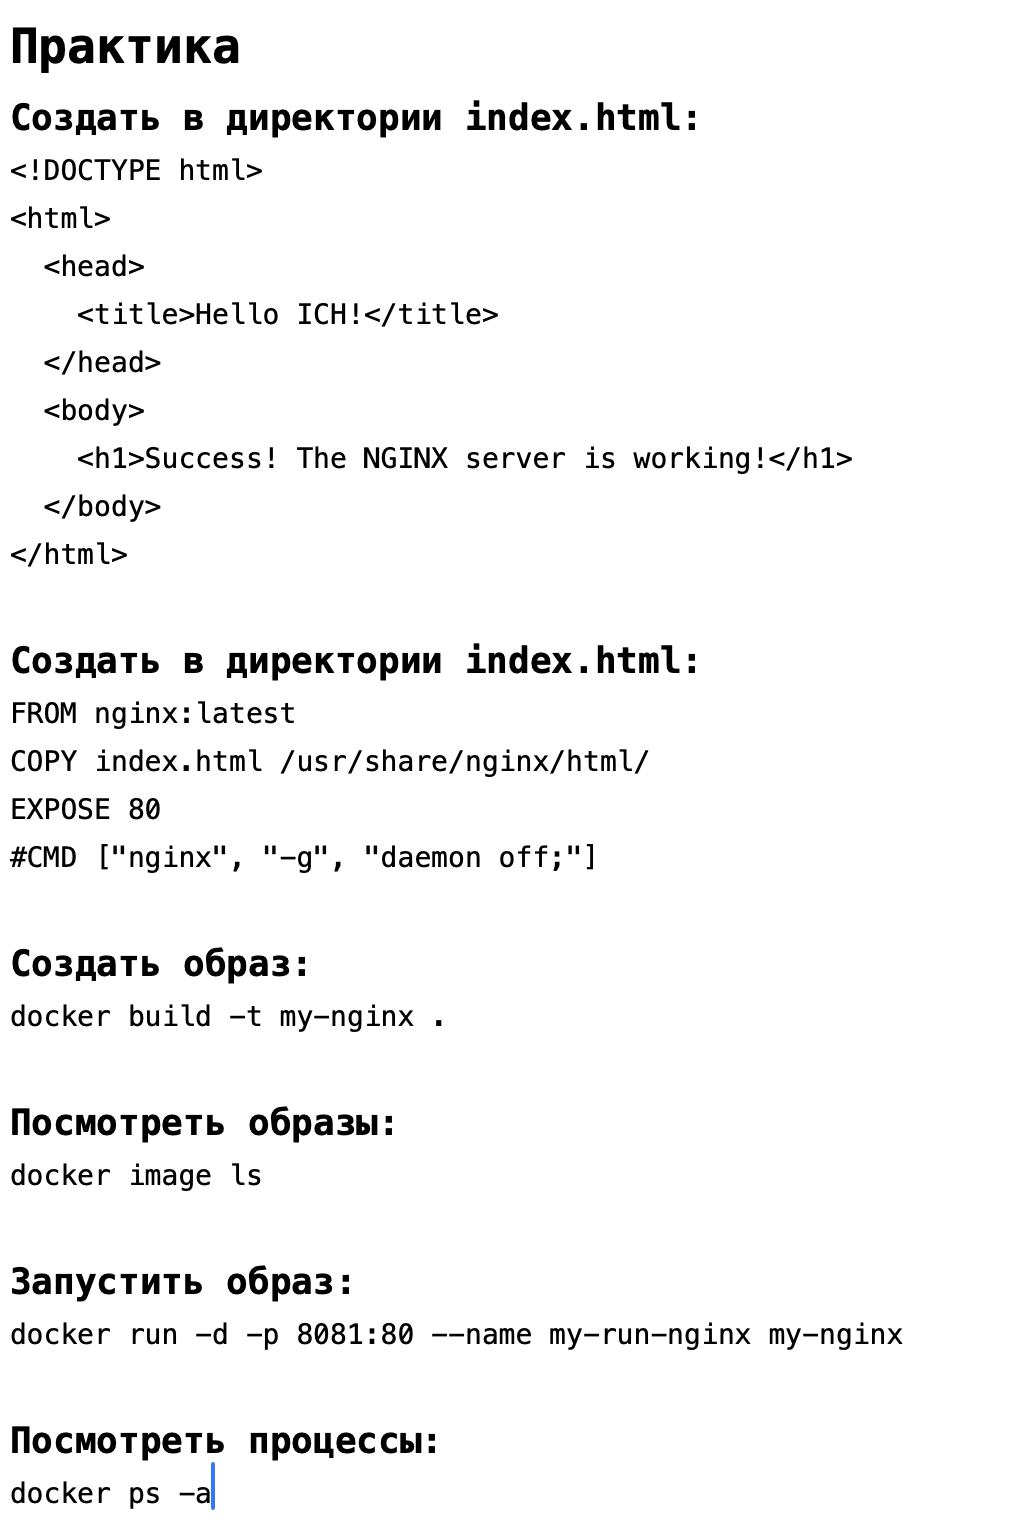 Практика
Создать в директории index.html:
<!DOCTYPE html>
<html>
  <head>
    <title>Hello ICH!</title>
  </head>
  <body>
    <h1>Success! The NGINX server is working!</h1>
  </body>
</html>
Создать в директории index.html:
FROM nginx:latest
COPY index.html /usr/share/nginx/html/
EXPOSE 80
#CMD ["nginx", "-g", "daemon off;"]
Создать образ:
docker build -t my-nginx .
Посмотреть образы:
docker image ls
Запустить образ:
docker run -d -p 8081:80 --name my-run-nginx my-nginx
Посмотреть процессы:
docker ps -a